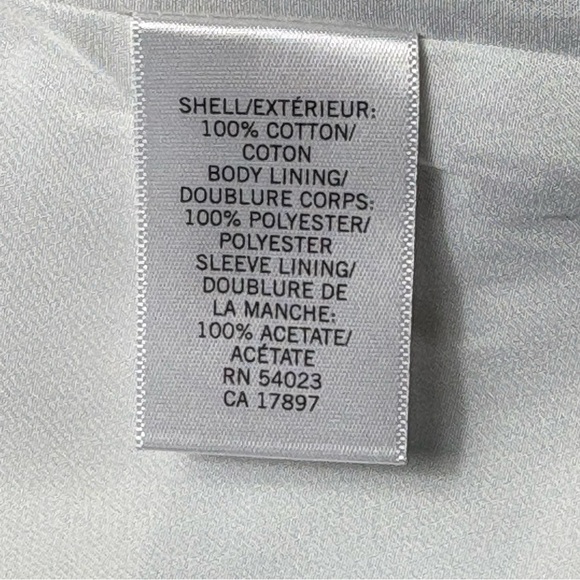 SHELL/EXTÉRIEUR:
100% COTTON/
COTON
BODY LINING/
DOUBLURE CORPS:
100% POLYESTER/
POLYESTER
SLEEVE LINING/
DOUBLURE DE
LA MANCHE:
100% ACETATE/
ACÉTATE
RN 54023
CA 17897